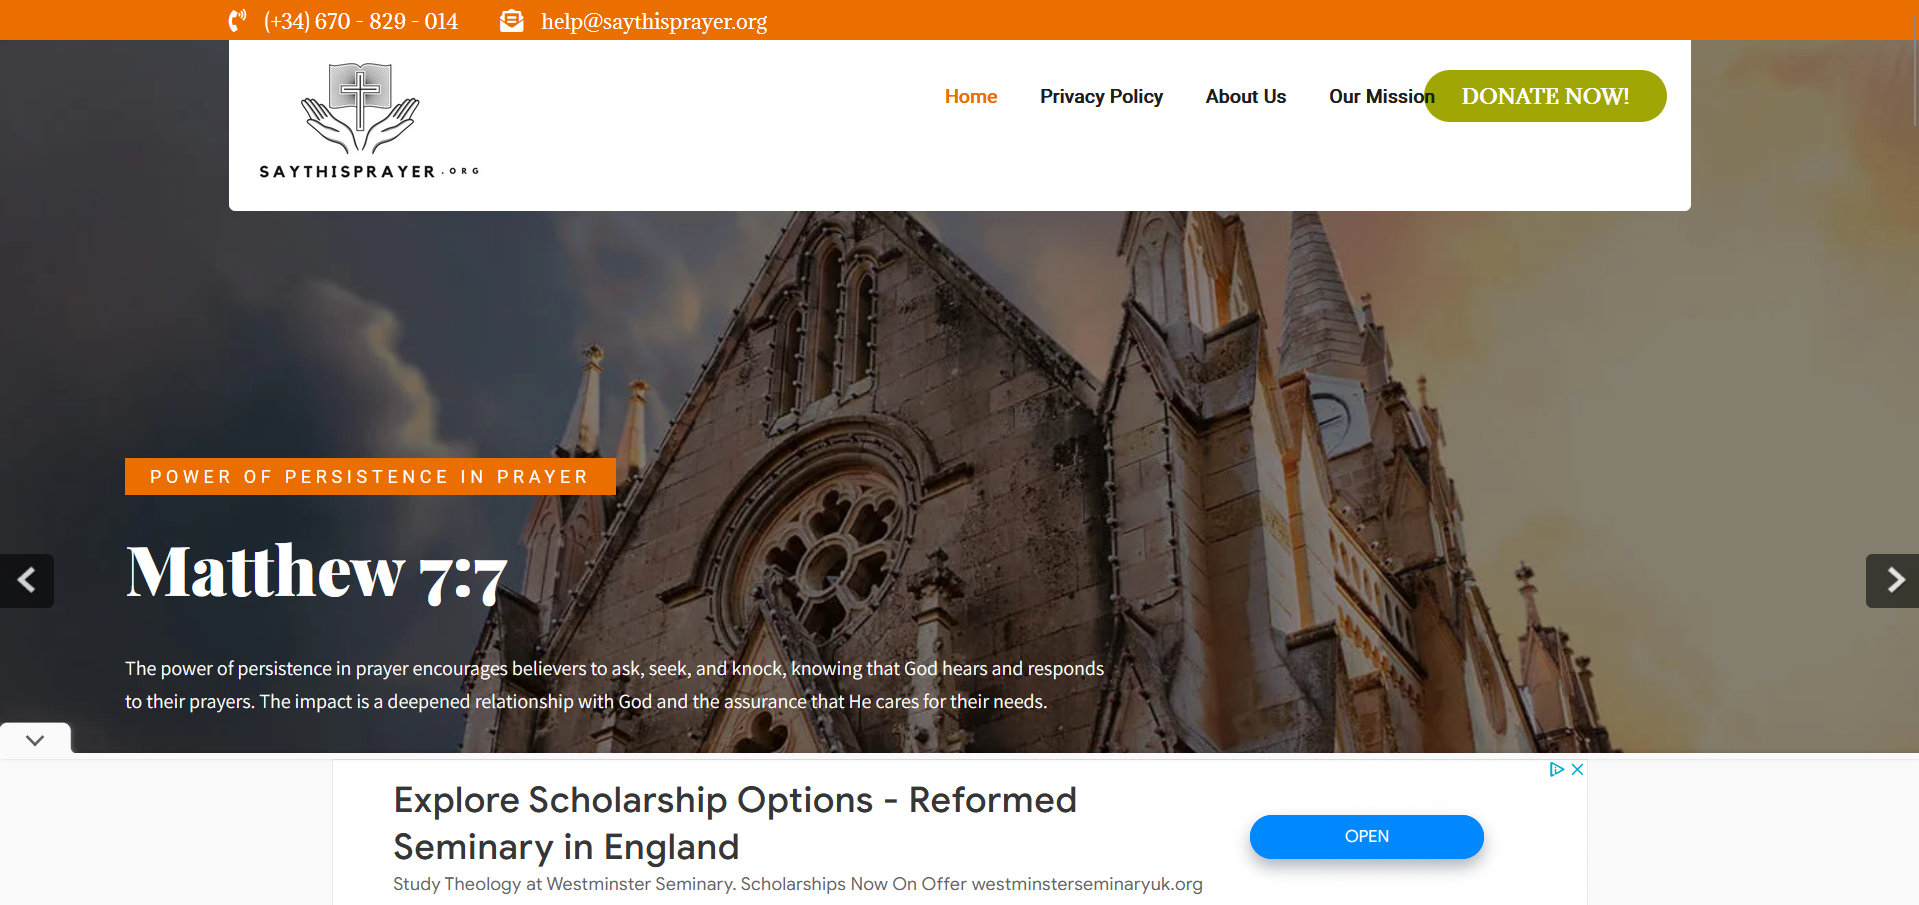 (+34) 670 - 829 - 014 help@saythisprayer.org
SAYTHISPRAYER.ORG
Home Privacy Policy About Us Our Mission DONATE NOW!
POWER OF PERSISTENCE IN PRAYER
Matthew 7:7
The power of persistence in prayer encourages believers to ask, seek, and knock, knowing that God hears and responds
to their prayers. The impact is a deepened relationship with God and the assurance that He cares for their needs.
Explore Scholarship Options - Reformed
Seminary in England
OPEN
Study Theology at Westminster Seminary. Scholarships Now On Offer westminsterseminaryuk.org